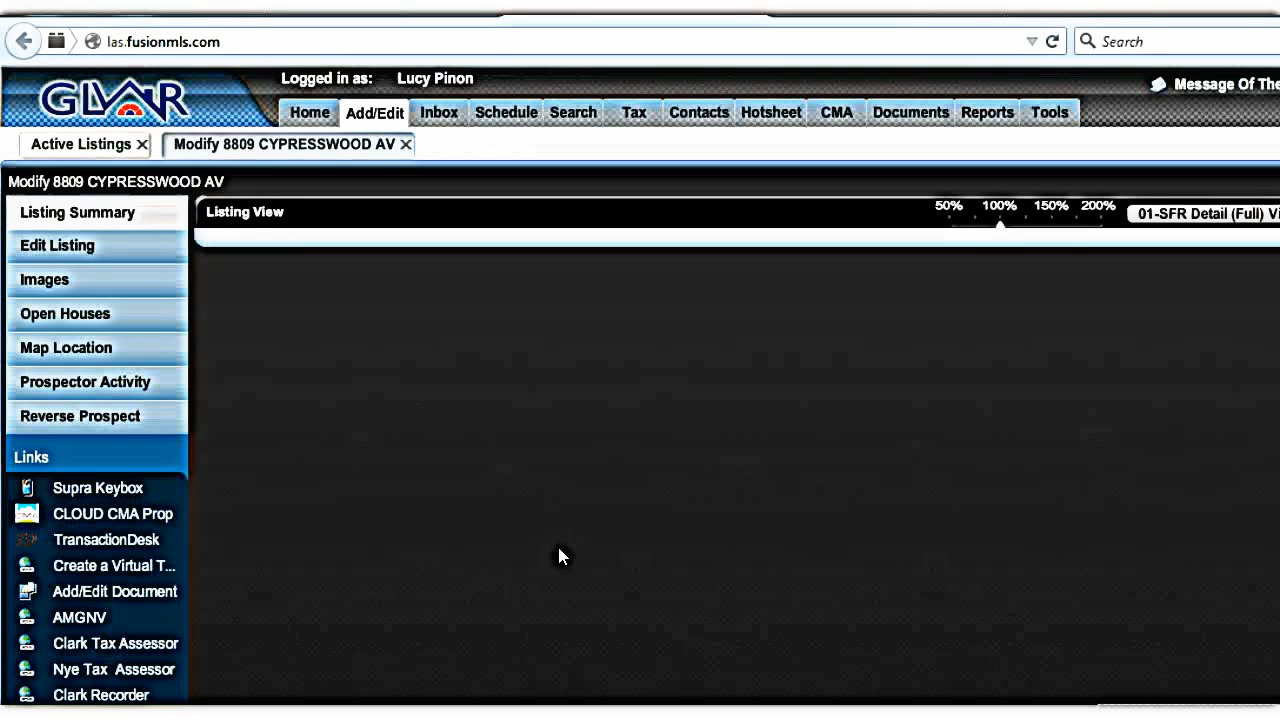 las.fusionmls.com
Search
GLVAR
Logged in as: Lucy Pinon
Message Of The
Home Add/Edit Inbox Schedule Search Tax Contacts Hotsheet CMA Documents Reports Tools
Active Listings
Modify 8809 CYPRESSWOOD AV
Modify 8809 CYPRESSWOOD AV
Listing Summary
Listing View
50% 100% 150% 200%
01-SFR Detail (Full) Vi
Edit Listing
Images
Open Houses
Map Location
Prospector Activity
Reverse Prospect
Links
Supra Keybox
CLOUD CMA Prop
TransactionDesk
Create a Virtual T...
Add/Edit Document
AMGNV
Clark Tax Assessor
Nye Tax Assessor
Clark Recorder